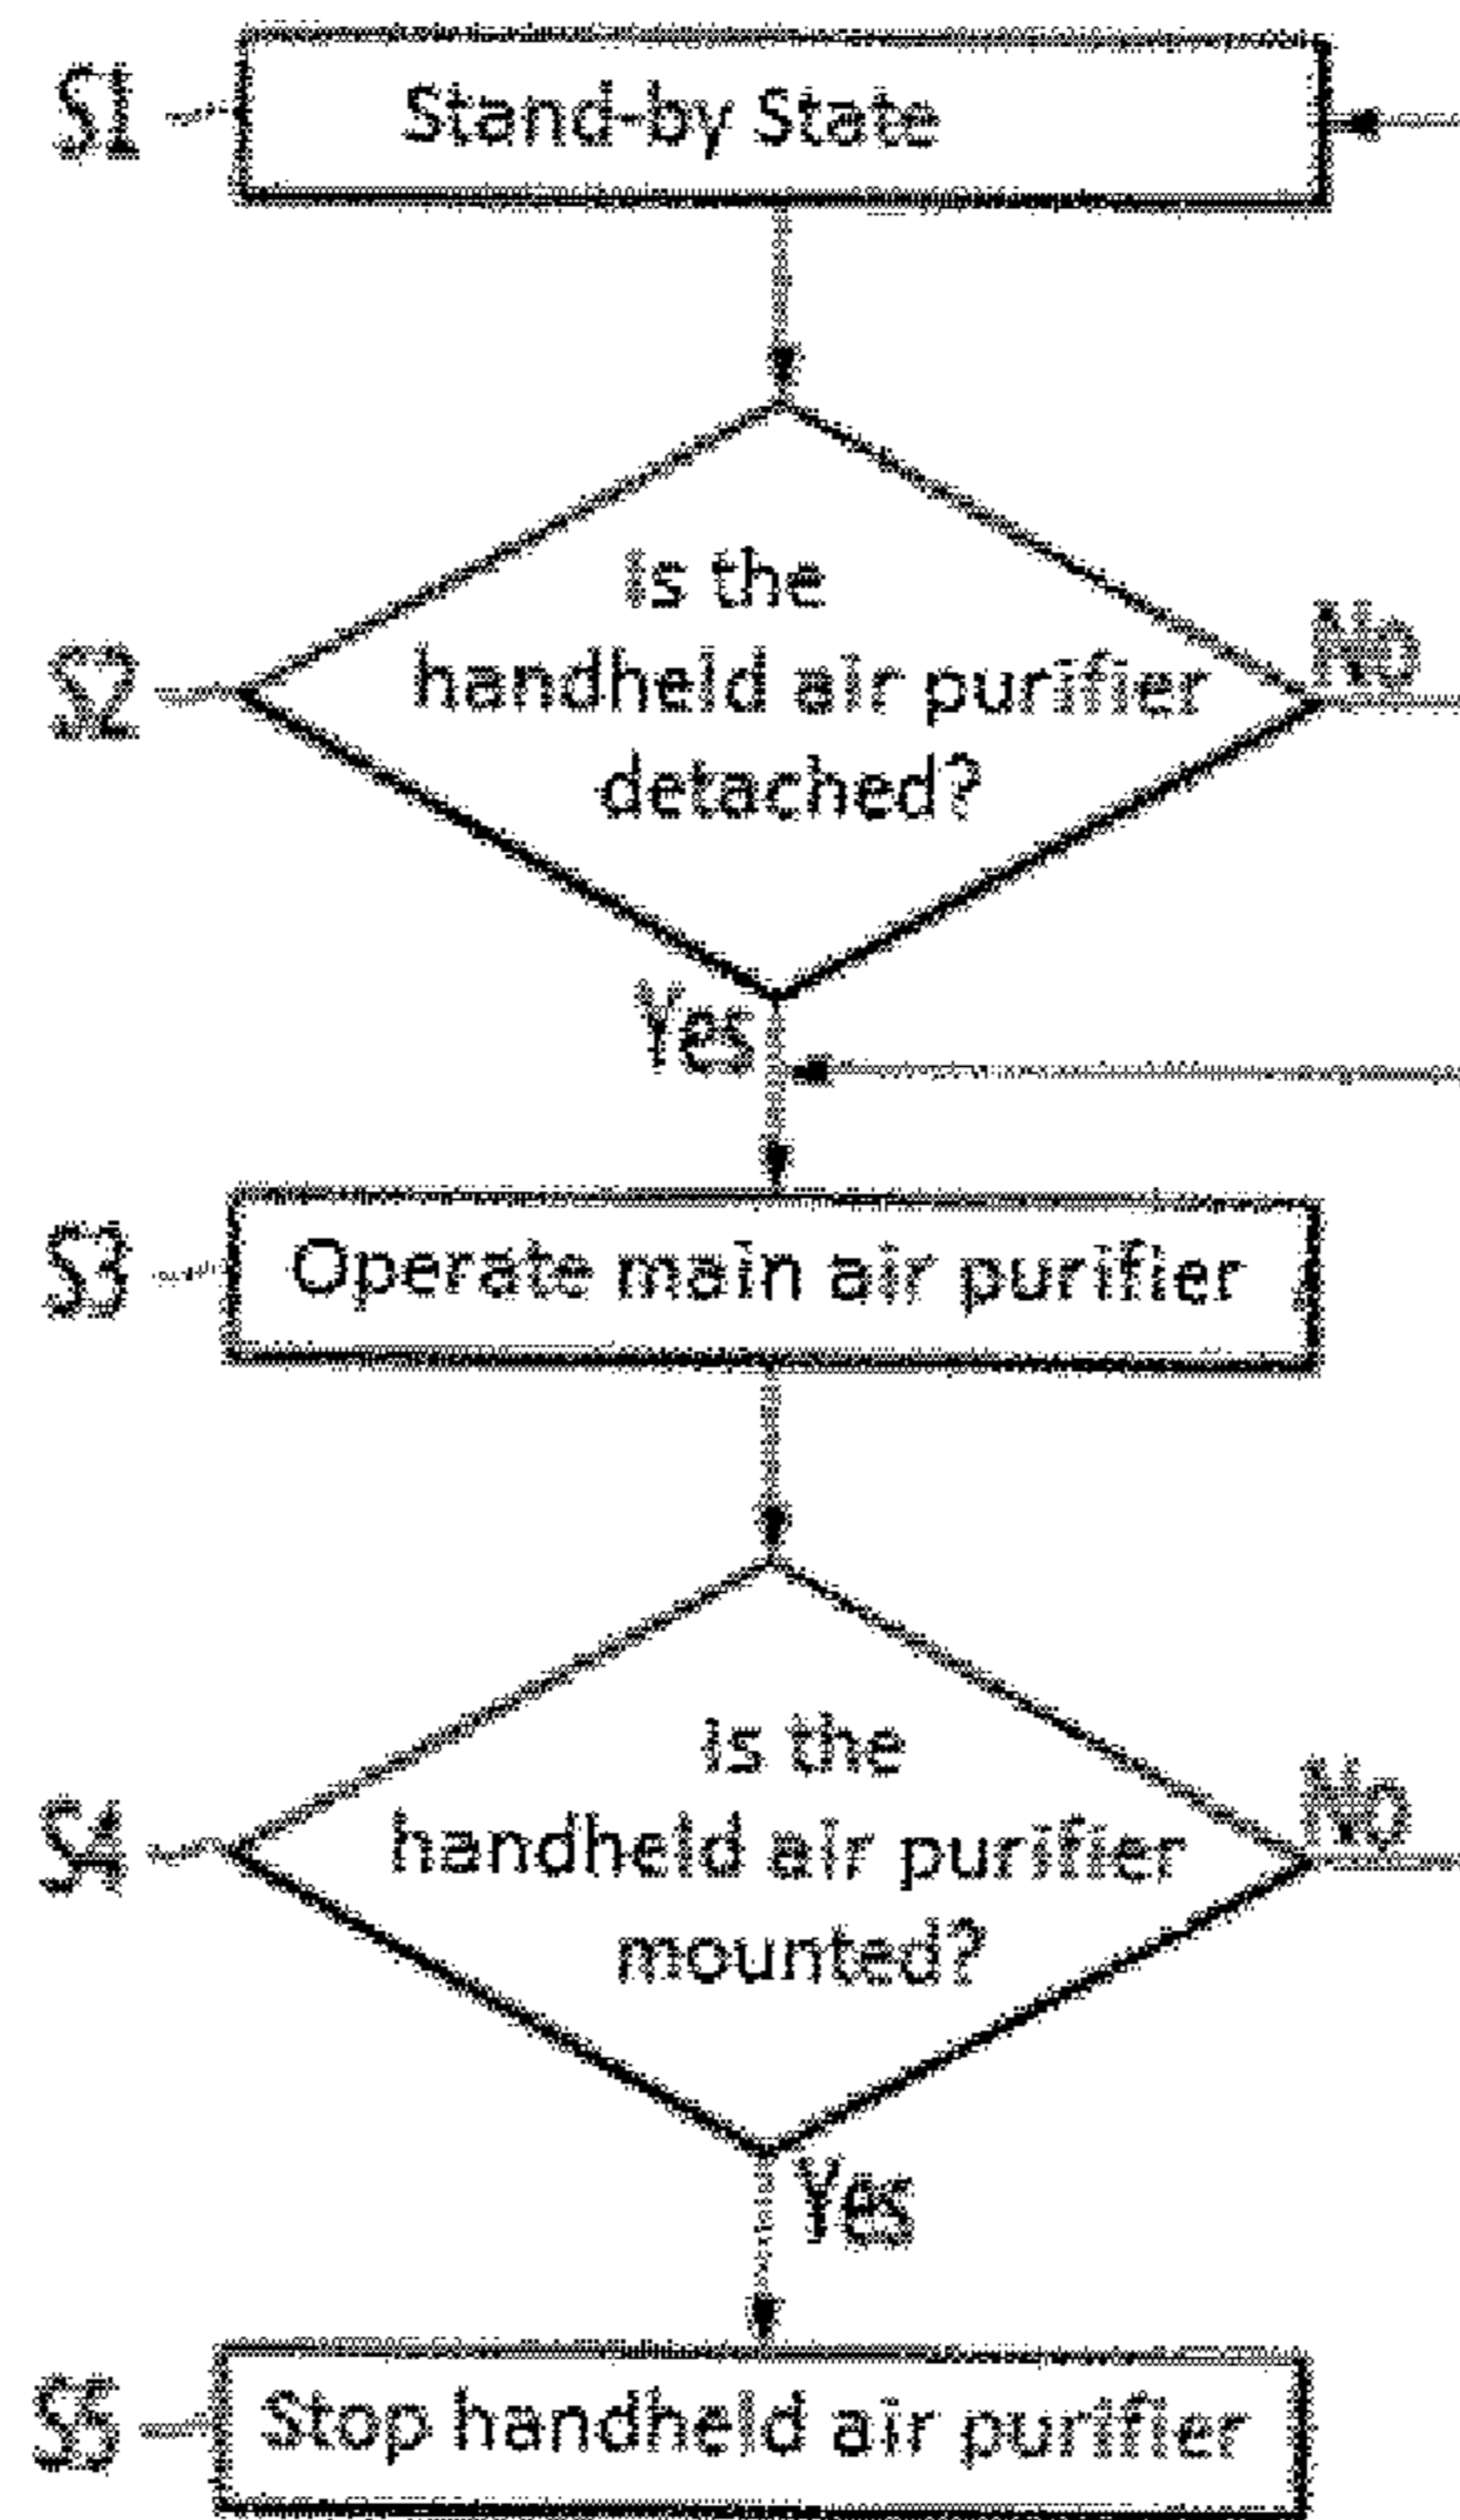 S1
Stand-by State
Is the
S2
handheld air purifier
No
detached?
Yes
S3
Operate main air purifier
Is the
S4
handheld air purifier
No
mounted?
Yes
S5
Stop handheld air purifier